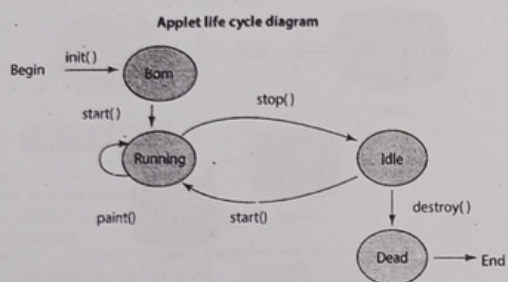 Applet life cycle diagram
Begin
init()
Born
start()
stop()
Running
Idle
paint()
start()
destroy()
Dead
End